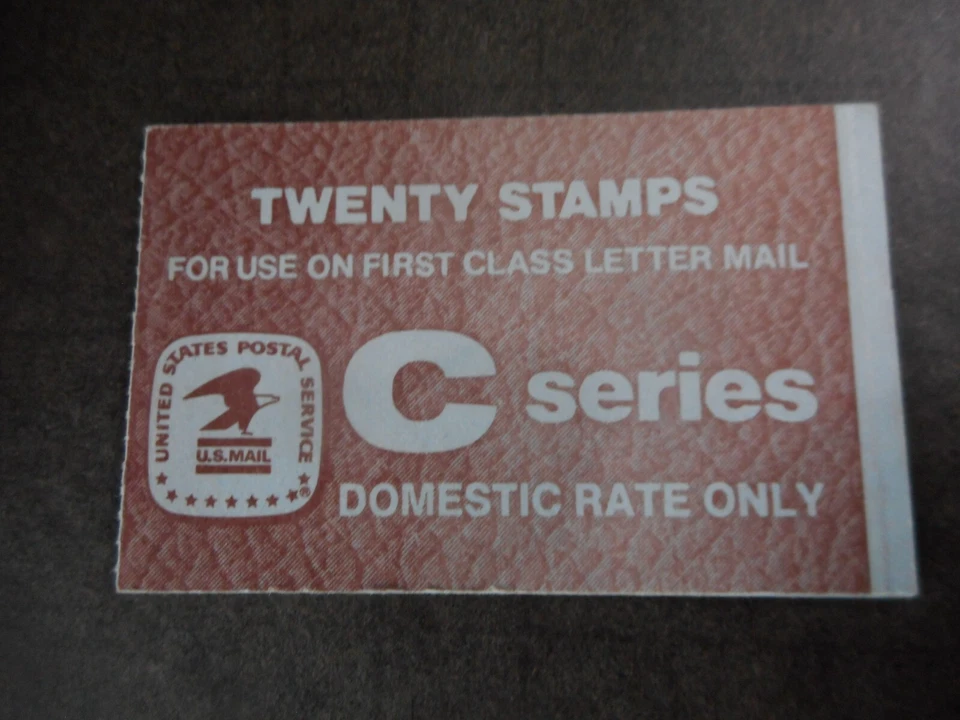 TWENTY STAMPS
FOR USE ON FIRST CLASS LETTER MAIL
UNITED STATES POSTAL SERVICE ®
U.S.MAIL
C series
DOMESTIC RATE ONLY